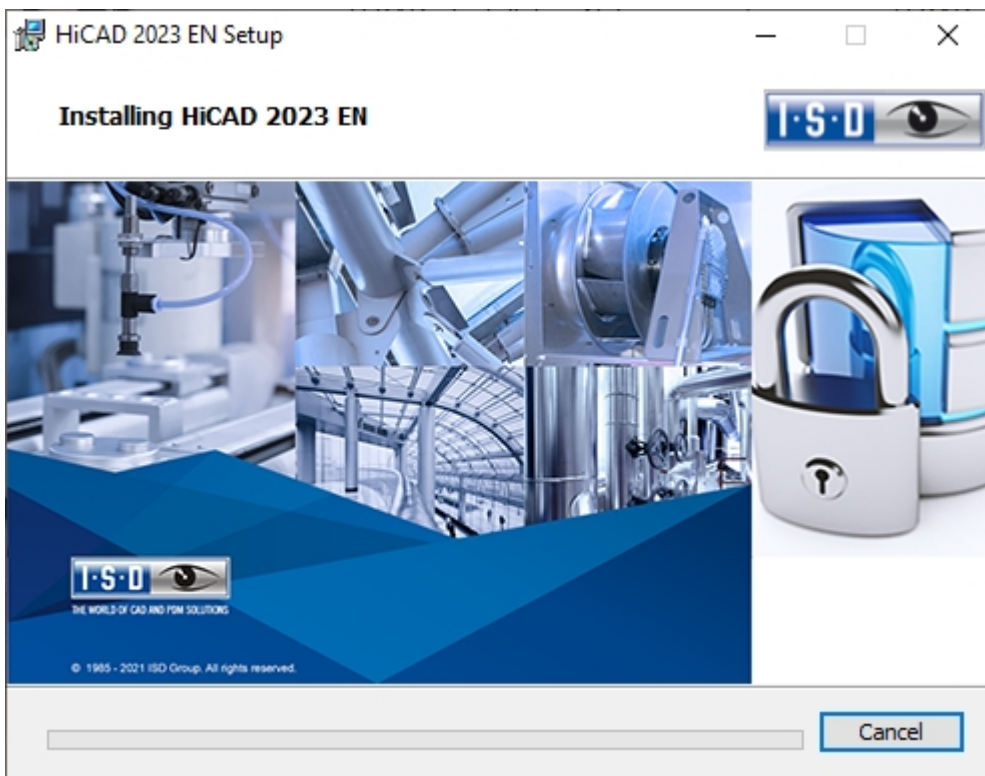 HiCAD 2023 EN Setup
Installing HiCAD 2023 EN
I·S·D
I·S·D
THE WORLD OF CAD AND PDM SOLUTIONS
© 1985 - 2021 ISD Group. All rights reserved.
Cancel